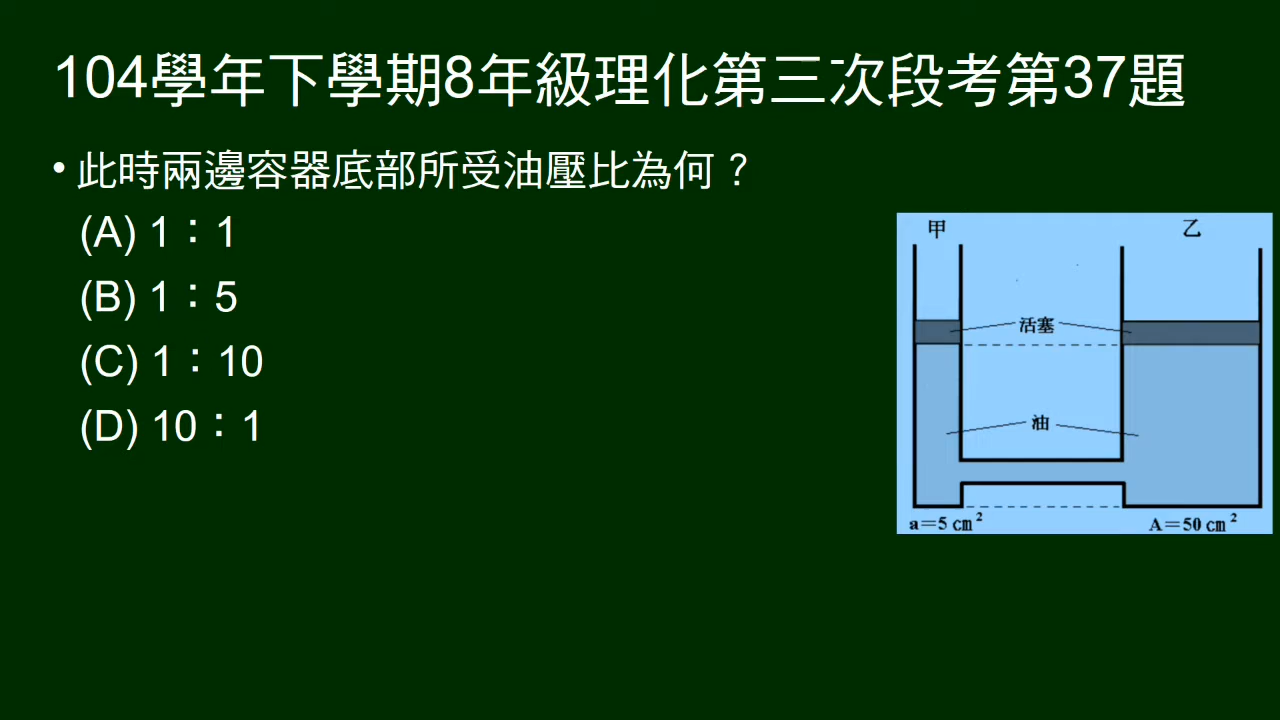 104學年下學期8年級理化第三次段考第37題
• 此時兩邊容器底部所受油壓比為何？
(A) 1：1
(B) 1：5
(C) 1：10
(D) 10：1
甲
乙
活塞
油
a＝5 cm²
A＝50 cm²